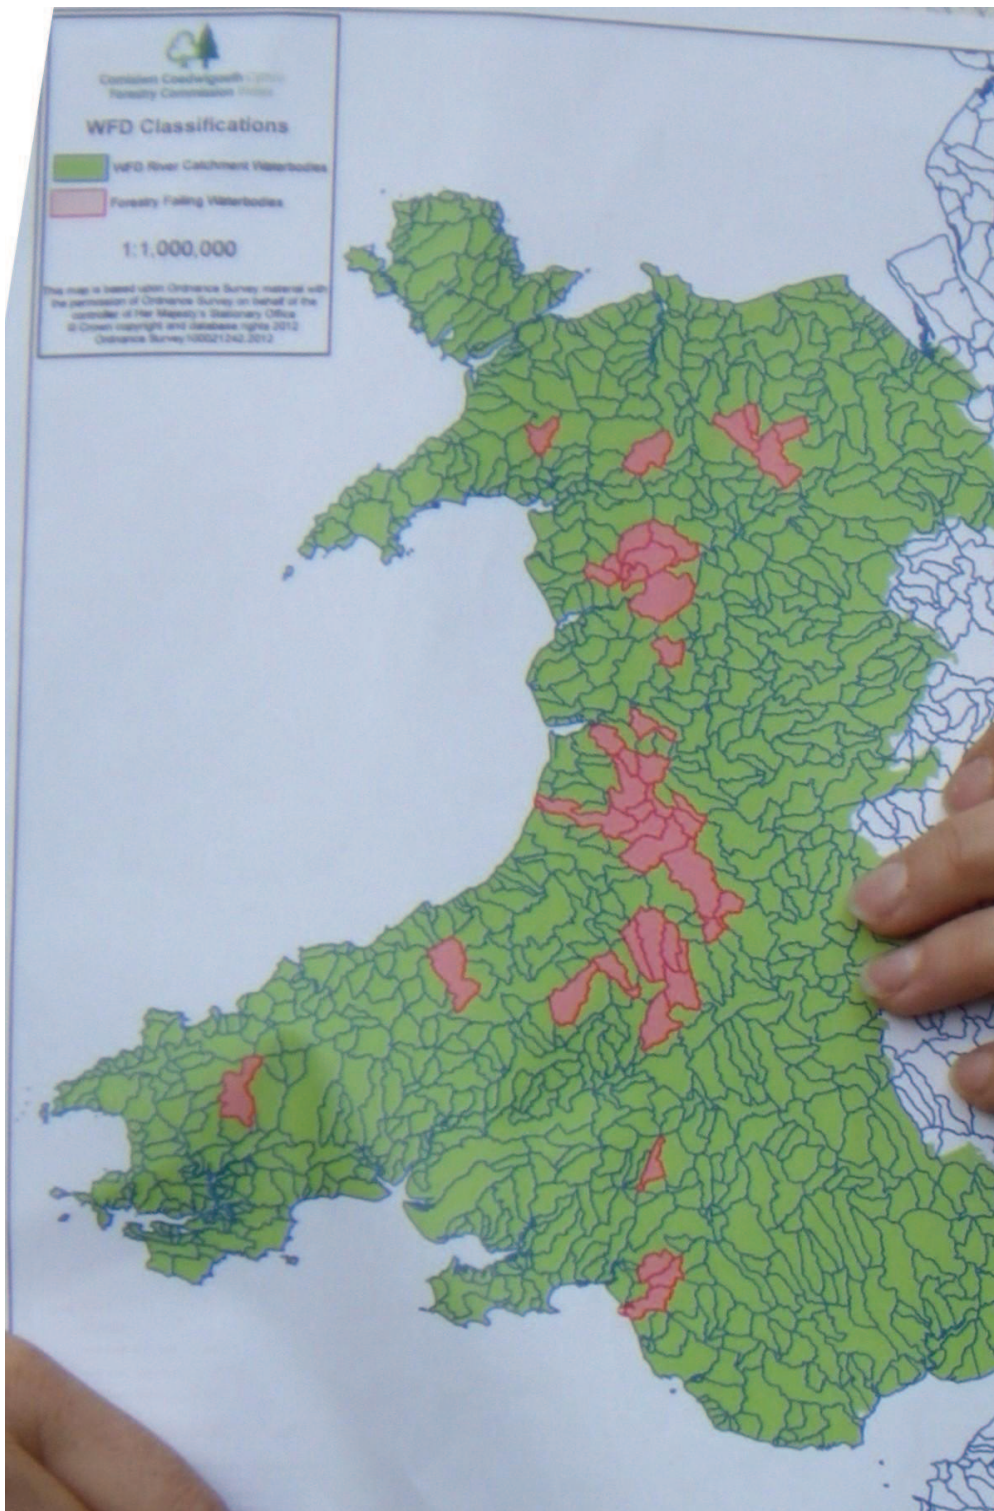 Comisiwn Coedwigaeth Cymru
Forestry Commission Wales
WFD Classifications
WFD River Catchment Waterbodies
Forestry Failing Waterbodies
1:1,000,000
This map is based upon Ordnance Survey material with
the permission of Ordnance Survey on behalf of the
controller of Her Majesty's Stationary Office
© Crown copyright and database rights 2012
Ordnance Survey 100021242.2012